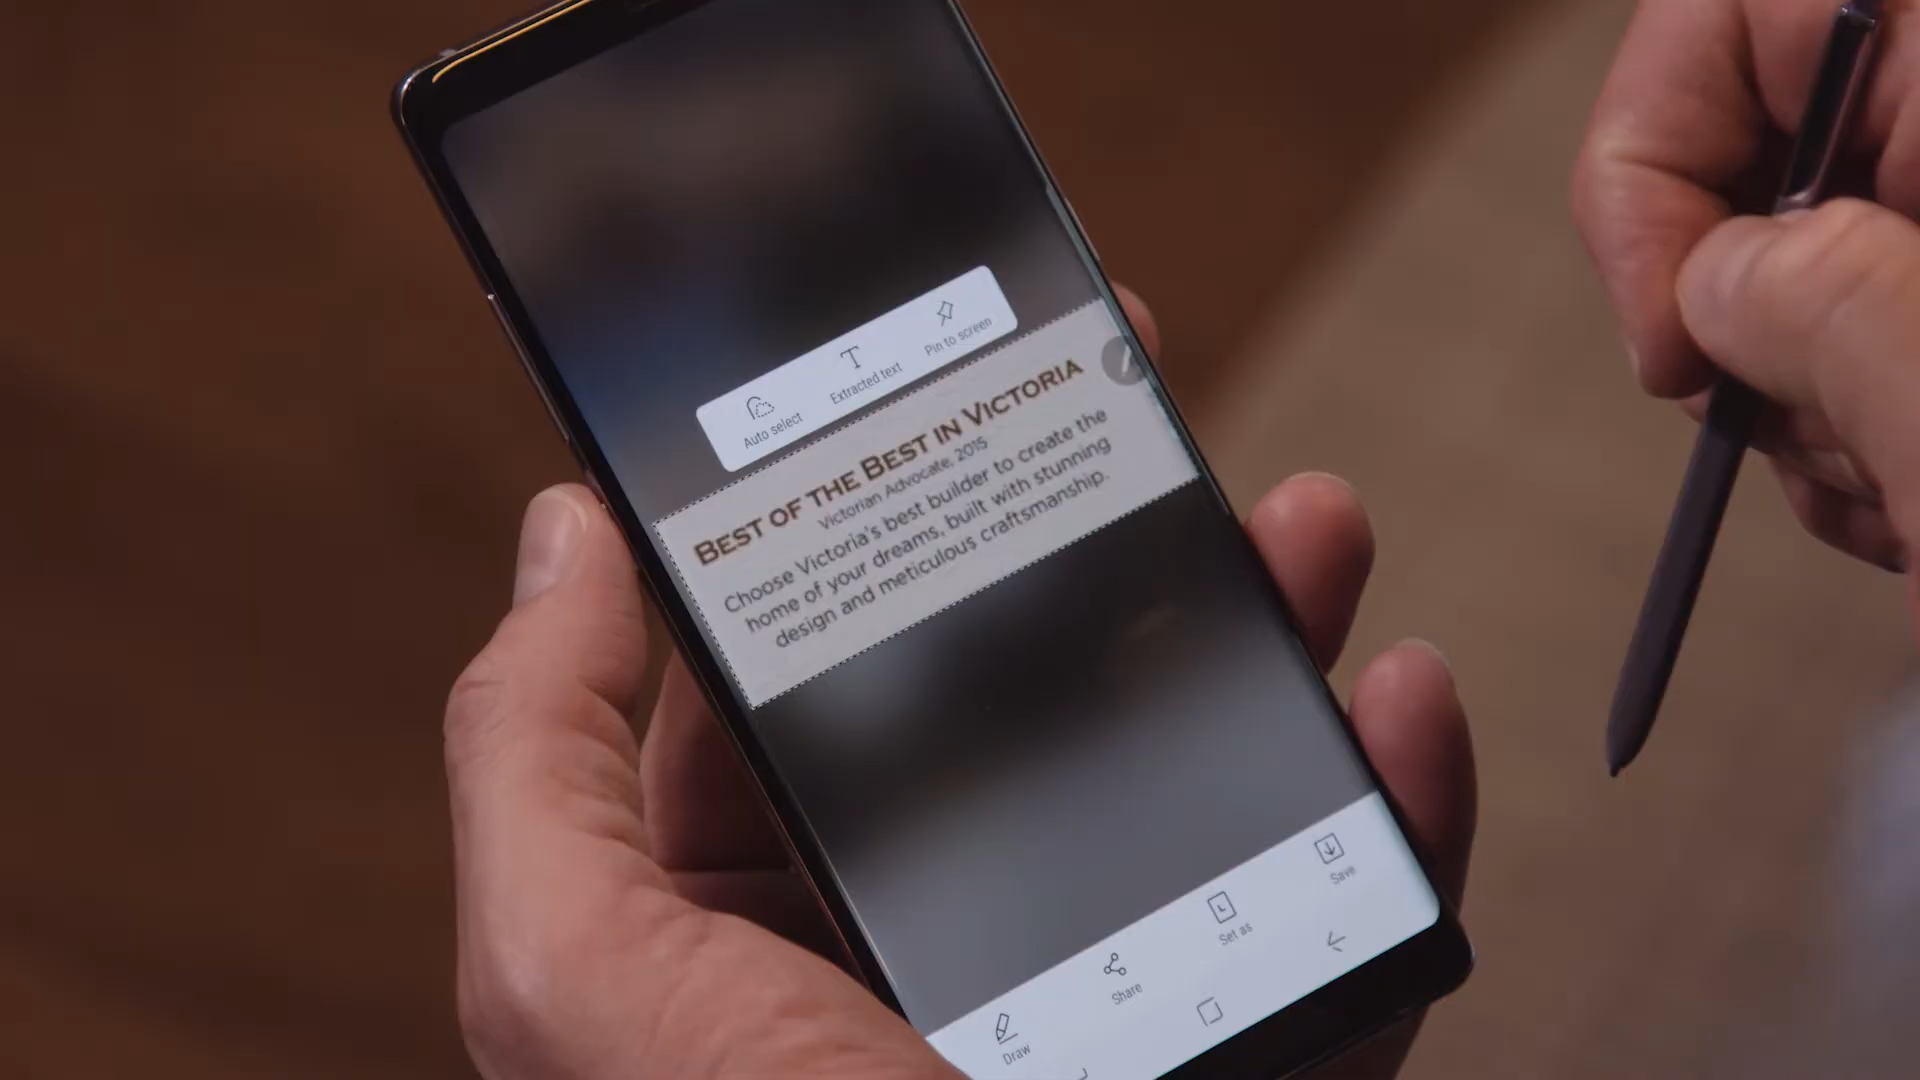 Auto select
Extracted text
Pin to screen
BEST OF THE BEST IN VICTORIA
Victorian Advocate, 2015
Choose Victoria's best builder to create the
home of your dreams, built with stunning
design and meticulous craftsmanship.
Draw
Share
Set as
Save